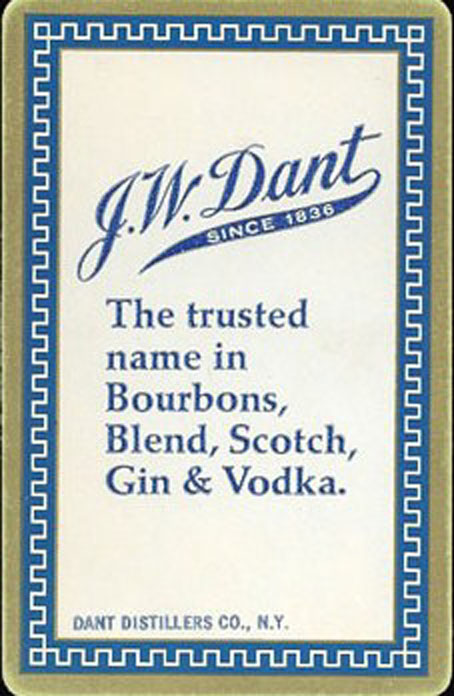 J.W. Dant
SINCE 1836
The trusted
name in
Bourbons,
Blend, Scotch,
Gin & Vodka.
DANT DISTILLERS CO., N.Y.